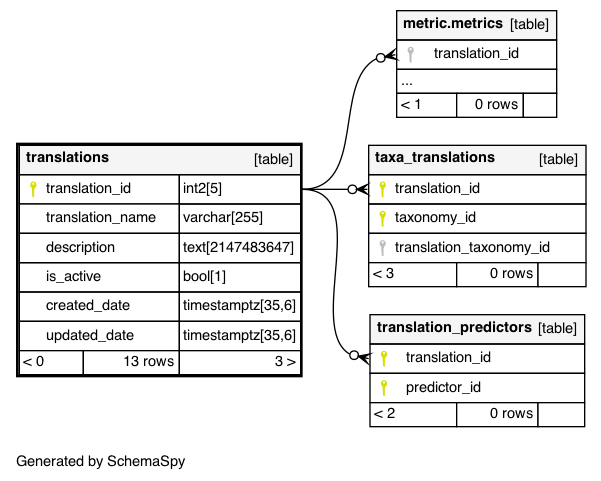 metric.metrics [table]
translation_id
...
< 1 0 rows
translations [table]
translation_id int2[5]
translation_name varchar[255]
description text[2147483647]
is_active bool[1]
created_date timestamptz[35,6]
updated_date timestamptz[35,6]
< 0 13 rows 3 >
taxa_translations [table]
translation_id
taxonomy_id
translation_taxonomy_id
< 3 0 rows
translation_predictors [table]
translation_id
predictor_id
< 2 0 rows
Generated by SchemaSpy